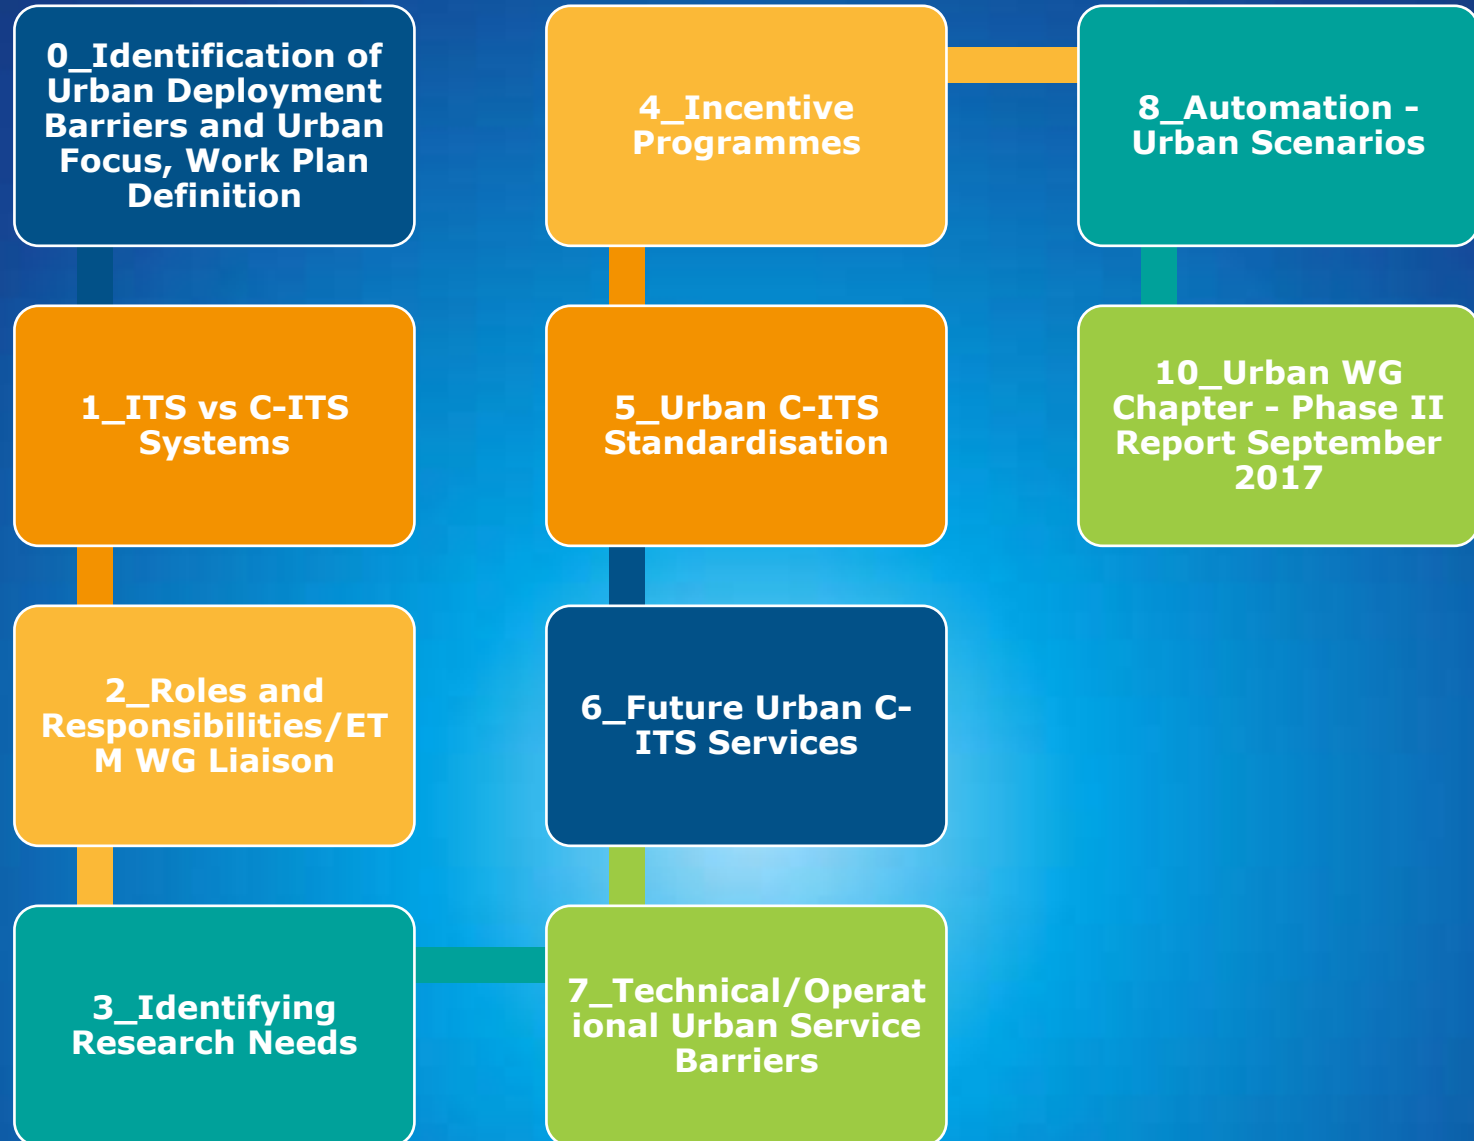 0_Identification of
Urban Deployment
Barriers and Urban
Focus, Work Plan
Definition
1_ITS vs C-ITS
Systems
2_Roles and
Responsibilities/ET
M WG Liaison
3_Identifying
Research Needs
4_Incentive
Programmes
5_Urban C-ITS
Standardisation
6_Future Urban C-
ITS Services
7_Technical/Operat
ional Urban Service
Barriers
8_Automation -
Urban Scenarios
10_Urban WG
Chapter - Phase II
Report September
2017